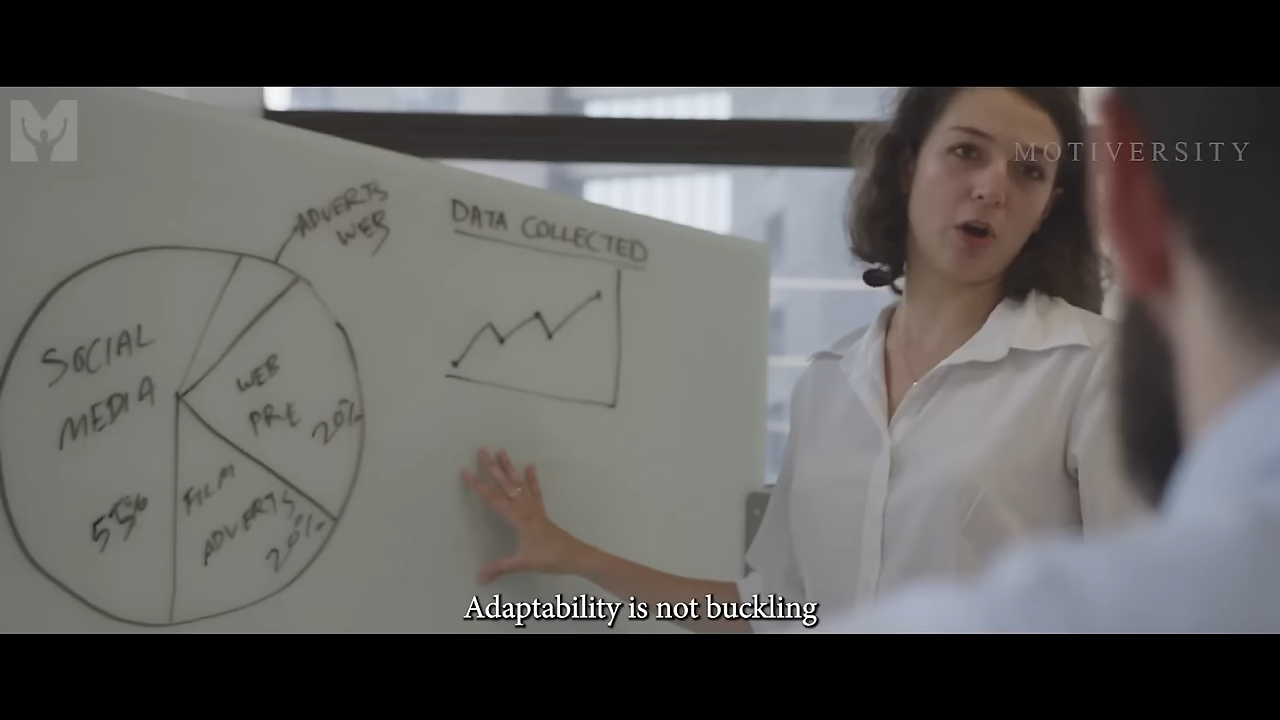 MOTIVERSITY
ADVERTS
WEB
DATA COLLECTED
SOCIAL
MEDIA
55%
WEB
PRE
20%
FILM
ADVERTS
20%
Adaptability is not buckling